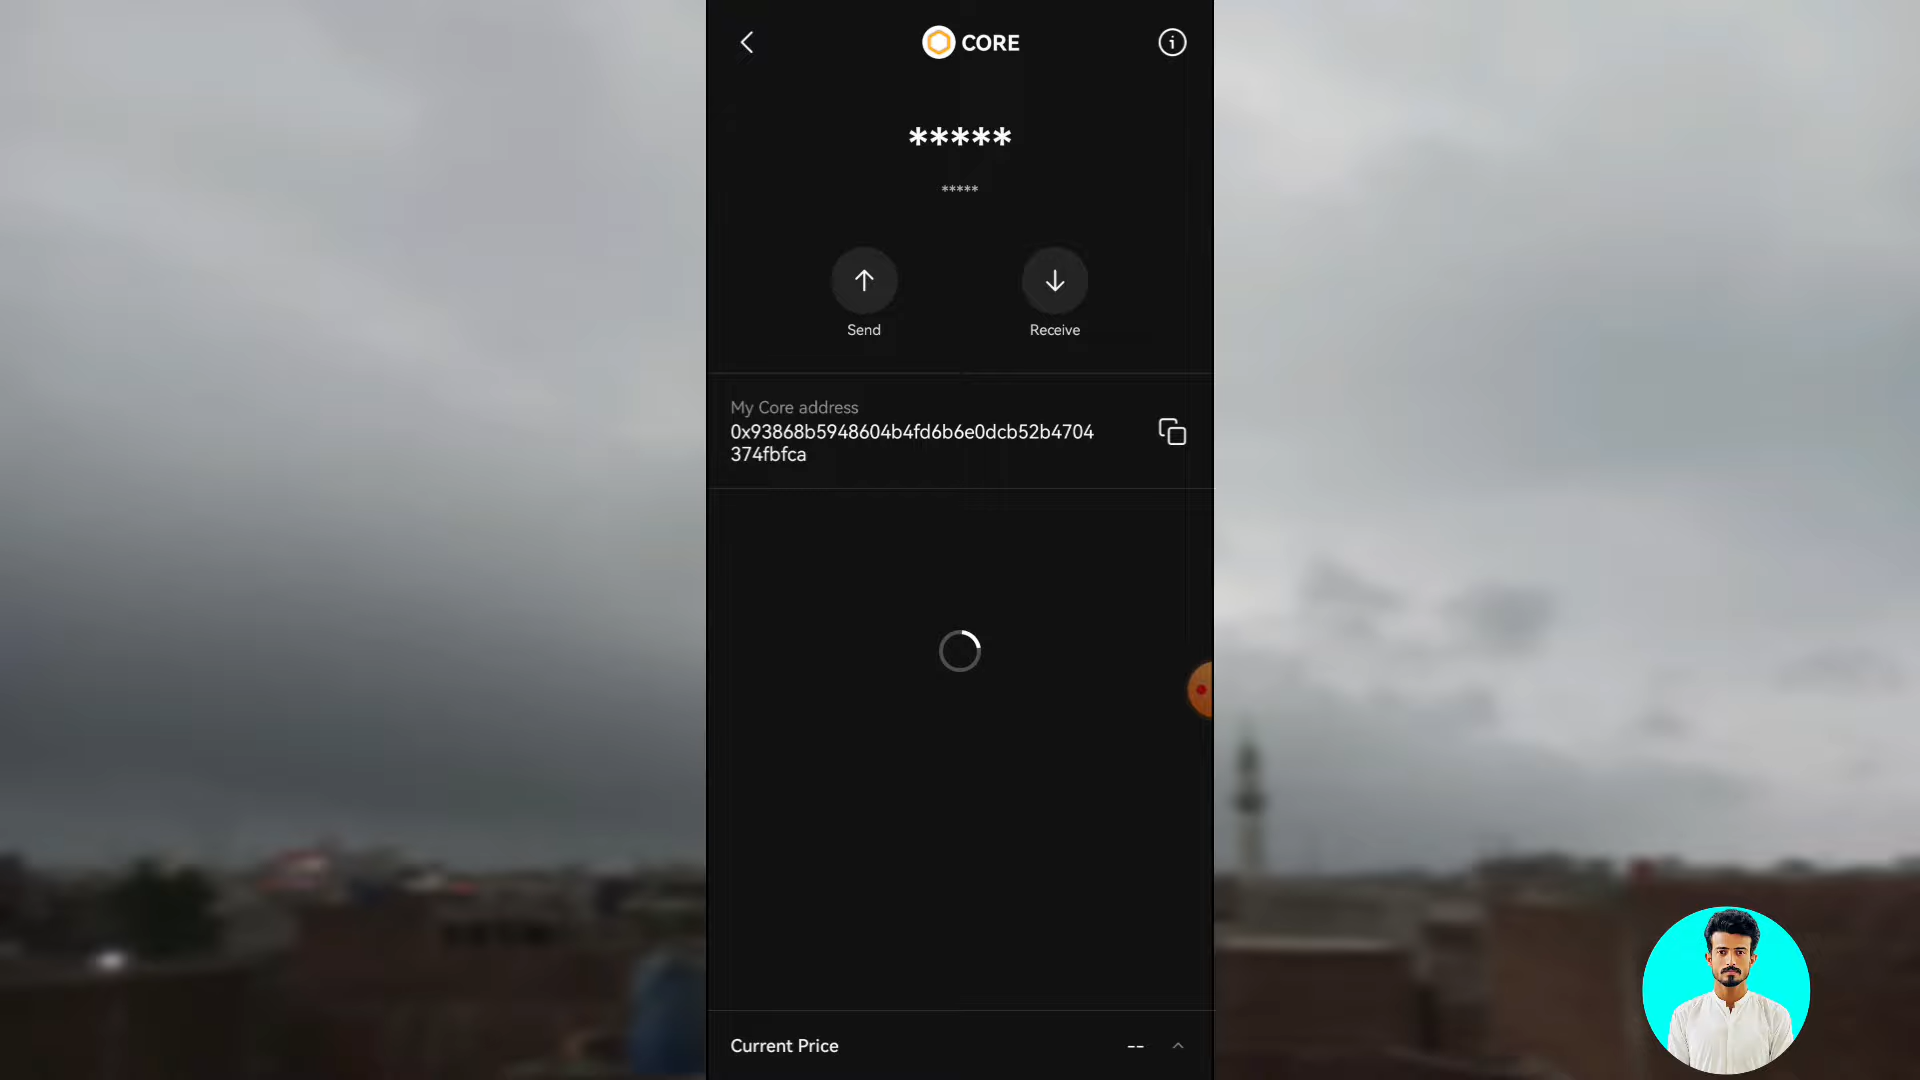 CORE
*****
*****
Send
Receive
My Core address
0x93868b5948604b4fd6b6e0dcb52b4704
374fbfca
Current Price
--